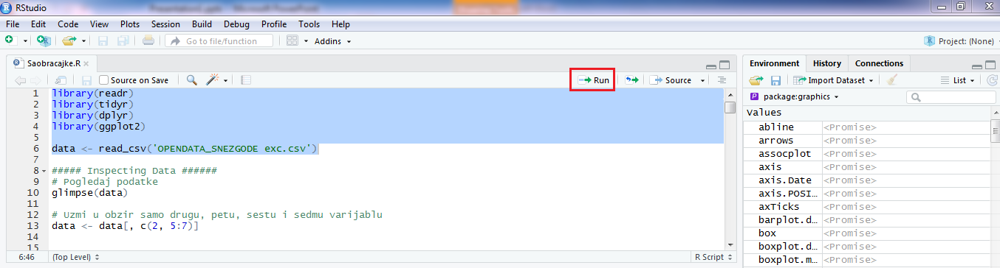 RStudio
File Edit Code View Plots Session Build Debug Profile Tools Help
Go to file/function Addins Project: (None)
Saobracajke.R
Source on Save Run Source
1 library(readr)
2 library(tidyr)
3 library(dplyr)
4 library(ggplot2)
5
6 data <- read_csv('OPENDATA_SNEZGODE exc.csv')
7
8 ##### Inspecting Data ######
9 # Pogledaj podatke
10 glimpse(data)
11
12 # Uzmi u obzir samo drugu, petu, sestu i sedmu varijablu
13 data <- data[, c(2, 5:7)]
14
15
6:46 (Top Level) R Script
Environment History Connections
Import Dataset List
package:graphics
Values
abline <Promise>
arrows <Promise>
assocplot <Promise>
axis <Promise>
axis.Date <Promise>
axis.POSI… <Promise>
axTicks <Promise>
barplot.d… <Promise>
box <Promise>
boxplot.d… <Promise>
boxplot.m… <Promise>